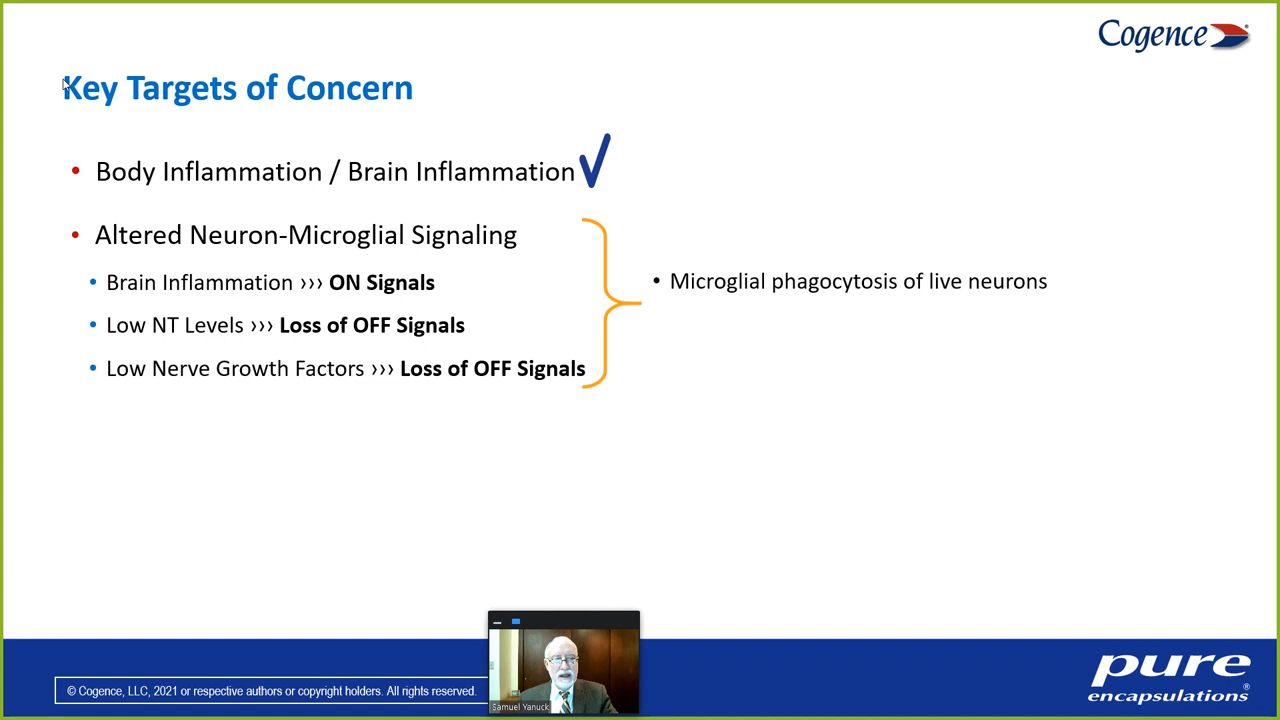 Cogence
Key Targets of Concern
• Body Inflammation / Brain Inflammation
• Altered Neuron-Microglial Signaling
• Brain Inflammation ››› ON Signals
• Low NT Levels ››› Loss of OFF Signals
• Low Nerve Growth Factors ››› Loss of OFF Signals
• Microglial phagocytosis of live neurons
© Cogence, LLC, 2021 or respective authors or copyright holders. All rights reserved.
Samuel Yanuck
pure
encapsulations®